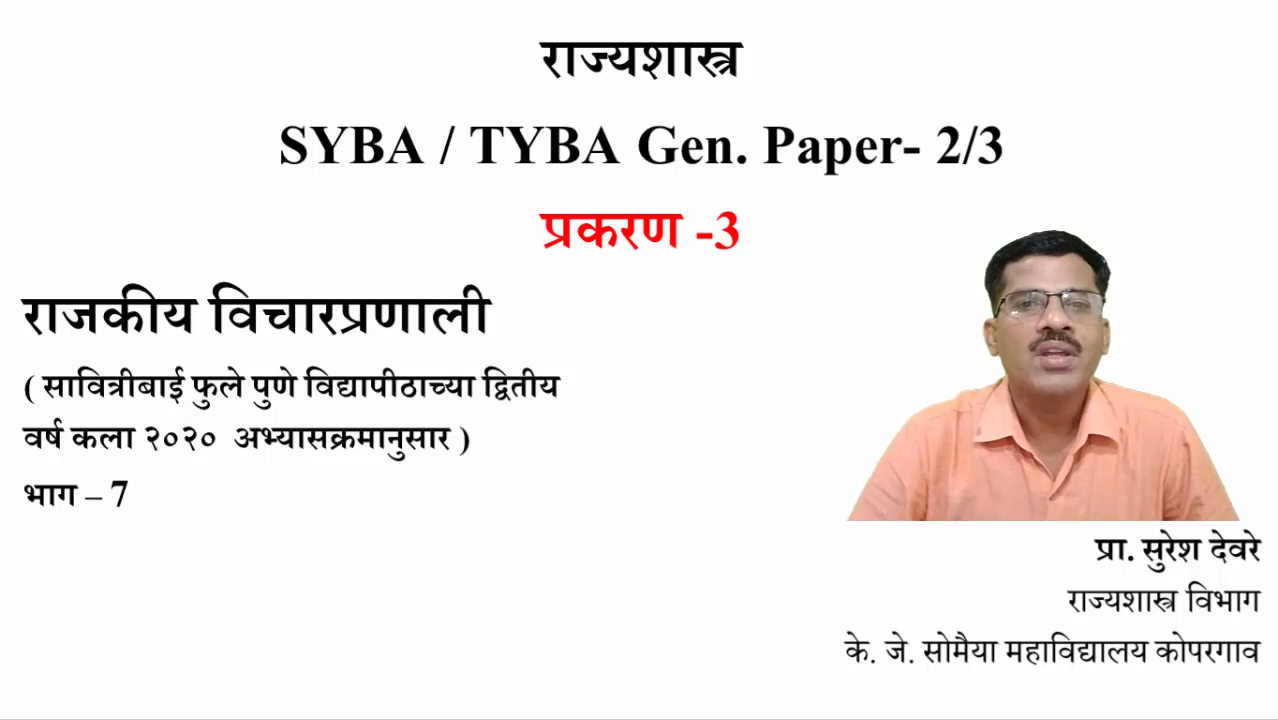 राज्यशास्त्र
SYBA / TYBA Gen. Paper- 2/3
प्रकरण -3
राजकीय विचारप्रणाली
( सावित्रीबाई फुले पुणे विद्यापीठाच्या द्वितीय
वर्ष कला २०२० अभ्यासक्रमानुसार )
भाग – 7
प्रा. सुरेश देवरे
राज्यशास्त्र विभाग
के. जे. सोमैया महाविद्यालय कोपरगाव